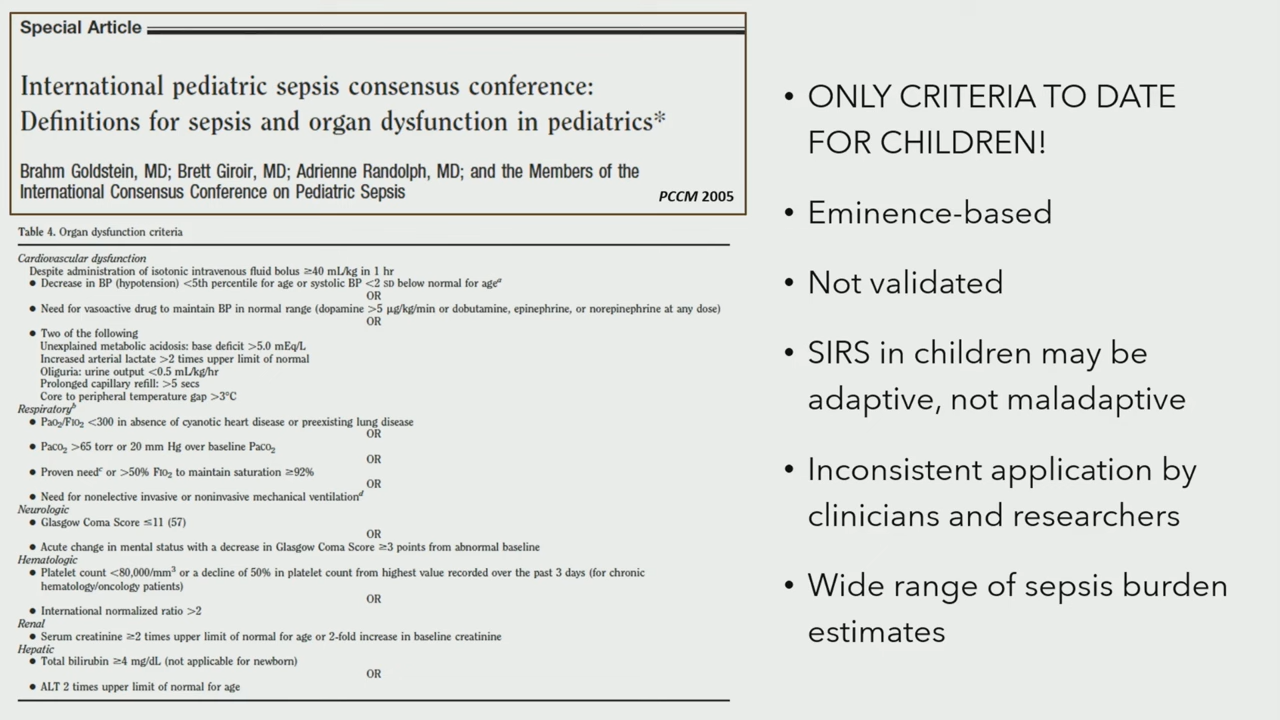 Special Article
International pediatric sepsis consensus conference:
Definitions for sepsis and organ dysfunction in pediatrics*
Brahm Goldstein, MD; Brett Giroir, MD; Adrienne Randolph, MD; and the Members of the
International Consensus Conference on Pediatric Sepsis
PCCM 2005
Table 4. Organ dysfunction criteria
Cardiovascular dysfunction
Despite administration of isotonic intravenous fluid bolus ≥40 mL/kg in 1 hr
● Decrease in BP (hypotension) <5th percentile for age or systolic BP <2 SD below normal for ageᵃ
OR
● Need for vasoactive drug to maintain BP in normal range (dopamine >5 μg/kg/min or dobutamine, epinephrine, or norepinephrine at any dose)
OR
● Two of the following
Unexplained metabolic acidosis: base deficit >5.0 mEq/L
Increased arterial lactate >2 times upper limit of normal
Oliguria: urine output <0.5 mL/kg/hr
Prolonged capillary refill: >5 secs
Core to peripheral temperature gap >3°C
Respiratoryᵇ
● PaO₂/FIO₂ <300 in absence of cyanotic heart disease or preexisting lung disease
OR
● PaCO₂ >65 torr or 20 mm Hg over baseline PaCO₂
OR
● Proven needᶜ or >50% FIO₂ to maintain saturation ≥92%
OR
● Need for nonelective invasive or noninvasive mechanical ventilationᵈ
Neurologic
● Glasgow Coma Score ≤11 (57)
OR
● Acute change in mental status with a decrease in Glasgow Coma Score ≥3 points from abnormal baseline
Hematologic
● Platelet count <80,000/mm³ or a decline of 50% in platelet count from highest value recorded over the past 3 days (for chronic
hematology/oncology patients)
OR
● International normalized ratio >2
Renal
● Serum creatinine ≥2 times upper limit of normal for age or 2-fold increase in baseline creatinine
Hepatic
● Total bilirubin ≥4 mg/dL (not applicable for newborn)
OR
● ALT 2 times upper limit of normal for age
• ONLY CRITERIA TO DATE
FOR CHILDREN!
• Eminence-based
• Not validated
• SIRS in children may be
adaptive, not maladaptive
• Inconsistent application by
clinicians and researchers
• Wide range of sepsis burden
estimates